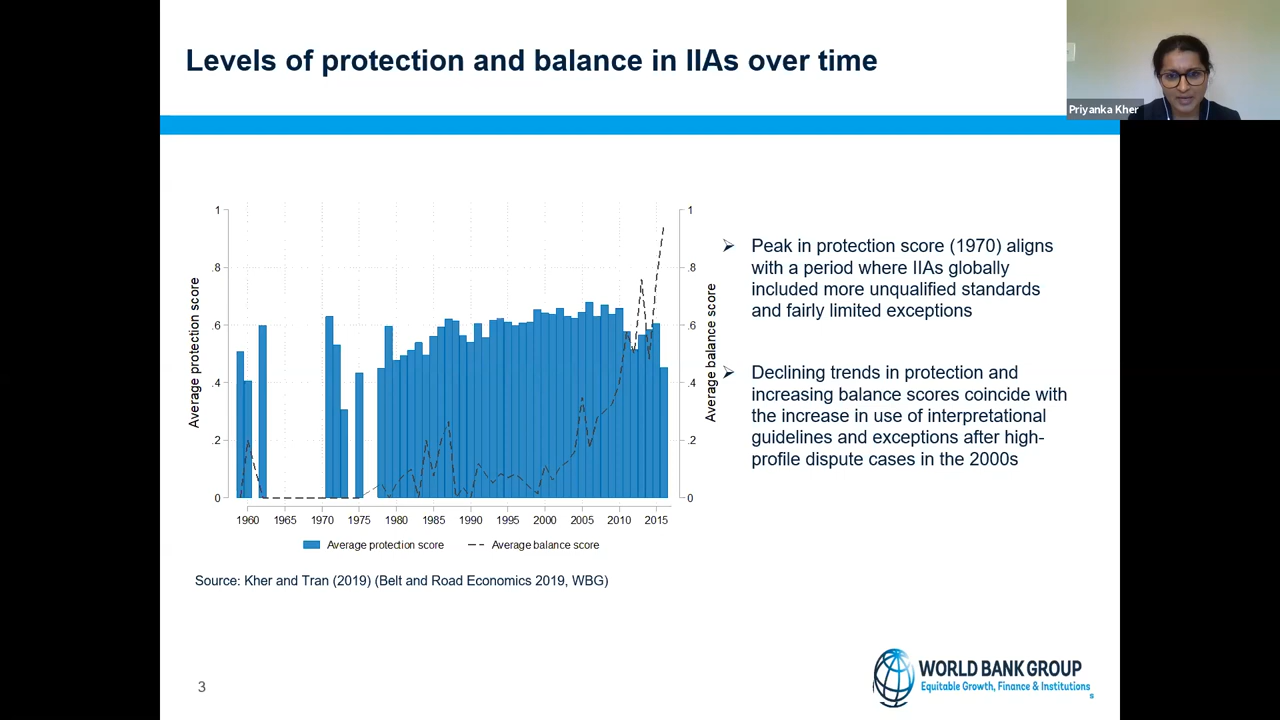 Levels of protection and balance in IIAs over time
Priyanka Kher
1
.8
.6
.4
.2
0
Average protection score
1
.8
.6
.4
.2
0
Average balance score
1960 1965 1970 1975 1980 1985 1990 1995 2000 2005 2010 2015
Average protection score Average balance score
Source: Kher and Tran (2019) (Belt and Road Economics 2019, WBG)
Peak in protection score (1970) aligns
with a period where IIAs globally
included more unqualified standards
and fairly limited exceptions
Declining trends in protection and
increasing balance scores coincide with
the increase in use of interpretational
guidelines and exceptions after high-
profile dispute cases in the 2000s
3
WORLD BANK GROUP
Equitable Growth, Finance & Institutions
s